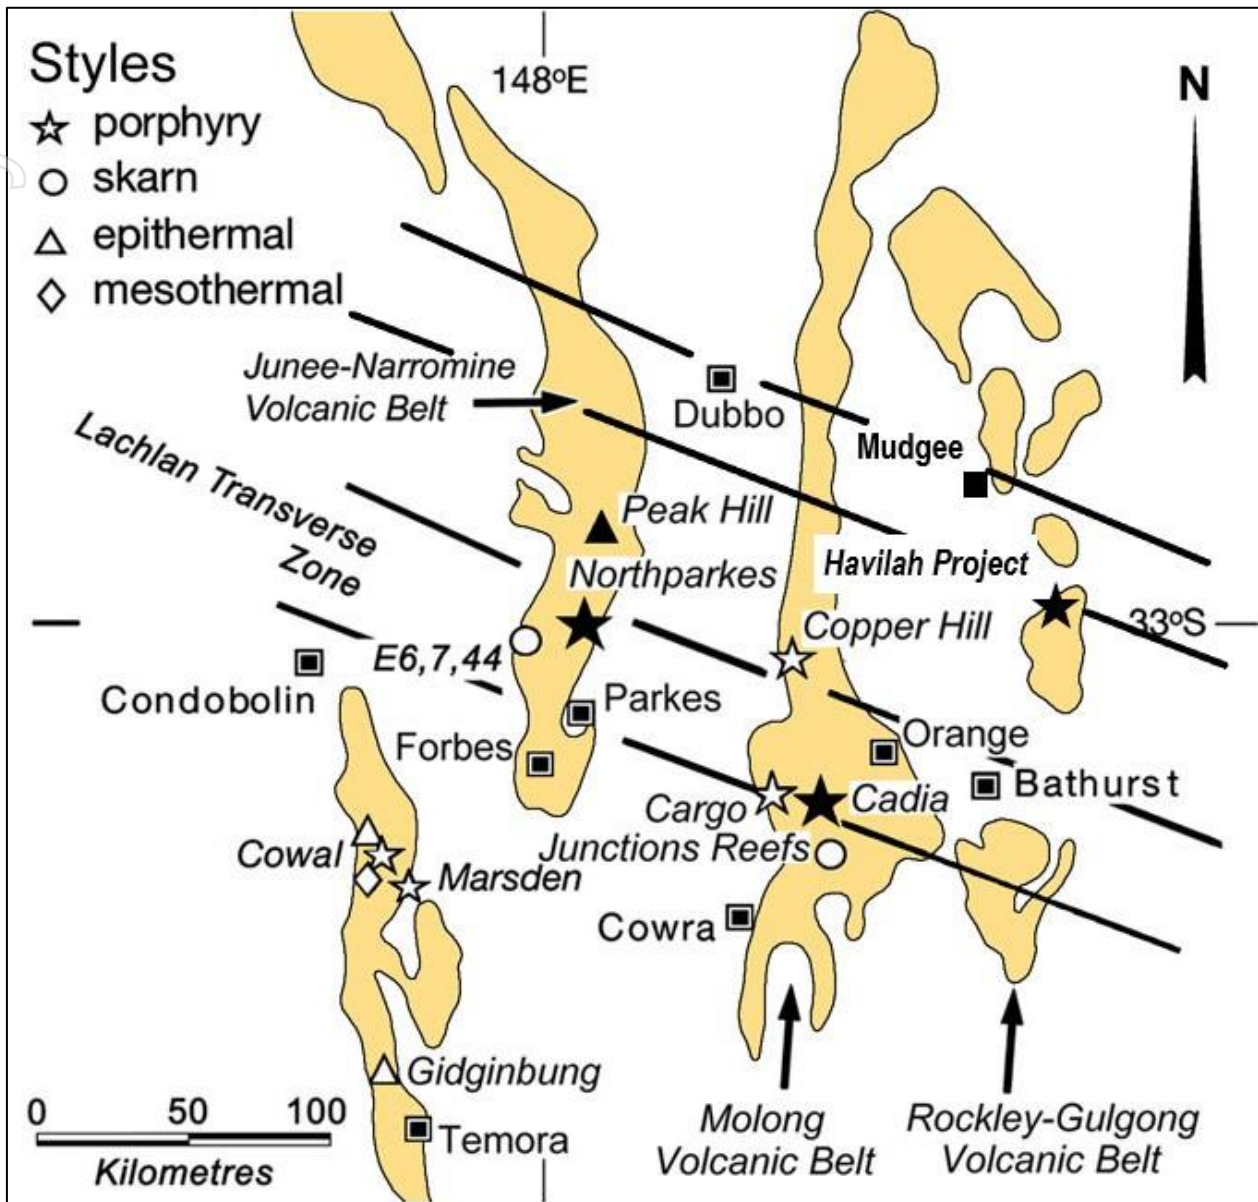 Styles
porphyry
skarn
epithermal
mesothermal
148ºE
N
Junee-Narromine
Volcanic Belt
Dubbo
Mudgee
Lachlan Transverse
Zone
Peak Hill
Northparkes
Havilah Project
Copper Hill
33ºS
E6,7,44
Condobolin
Parkes
Forbes
Orange
Bathurst
Cargo
Cadia
Cowal
Junctions Reefs
Marsden
Cowra
Gidginbung
Temora
0 50 100
Kilometres
Molong
Volcanic Belt
Rockley-Gulgong
Volcanic Belt